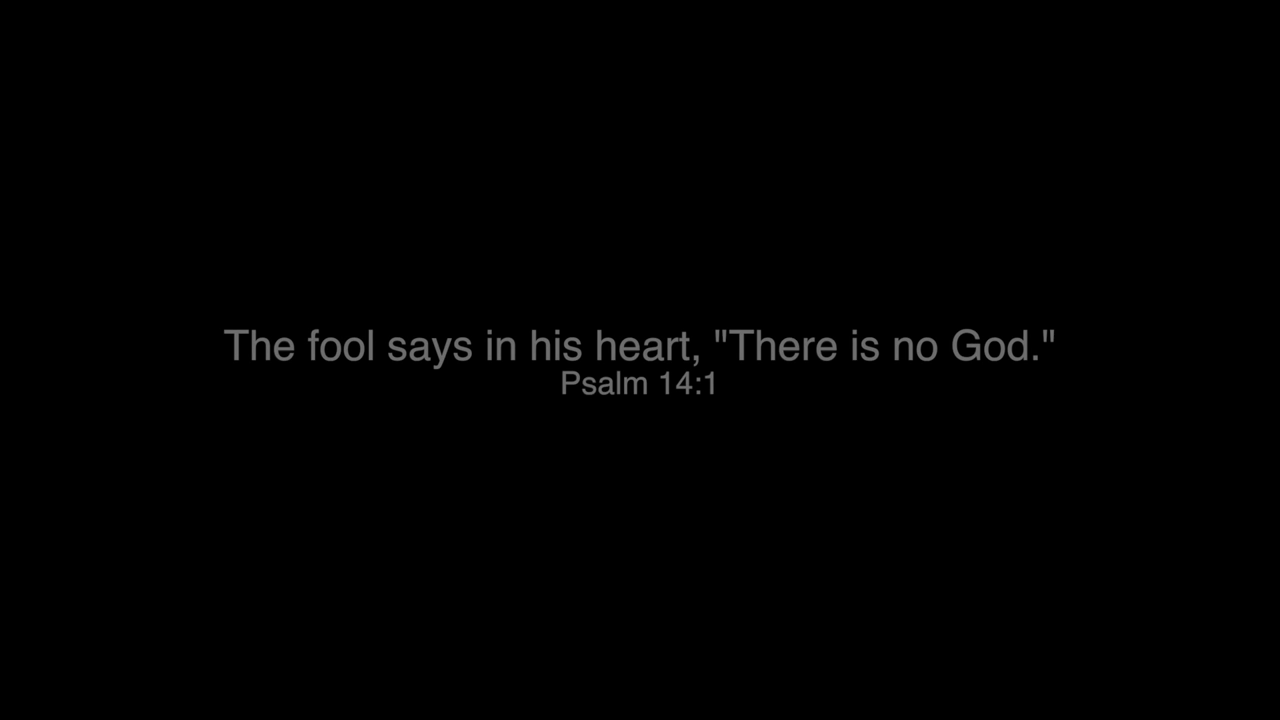 The fool says in his heart, "There is no God."
Psalm 14:1